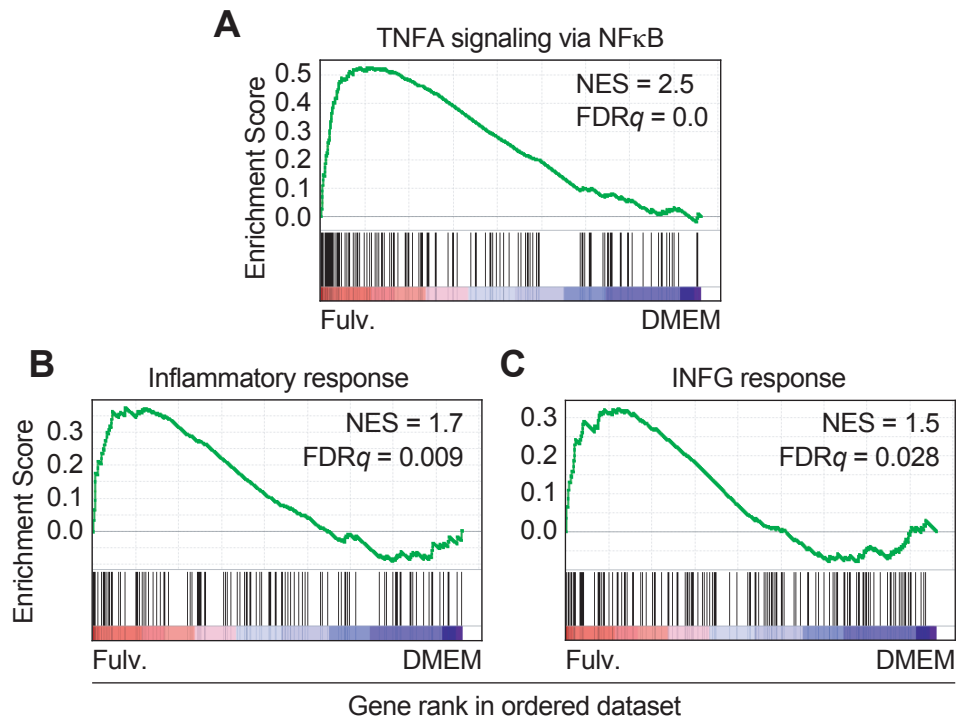 A
TNFA signaling via NFκB
NES = 2.5
FDRq = 0.0
Enrichment Score
0.5
0.4
0.3
0.2
0.1
0.0
Fulv.
DMEM
B
Inflammatory response
NES = 1.7
FDRq = 0.009
Enrichment Score
0.3
0.2
0.1
0.0
Fulv.
DMEM
C
INFG response
NES = 1.5
FDRq = 0.028
0.3
0.2
0.1
0.0
Fulv.
DMEM
Gene rank in ordered dataset